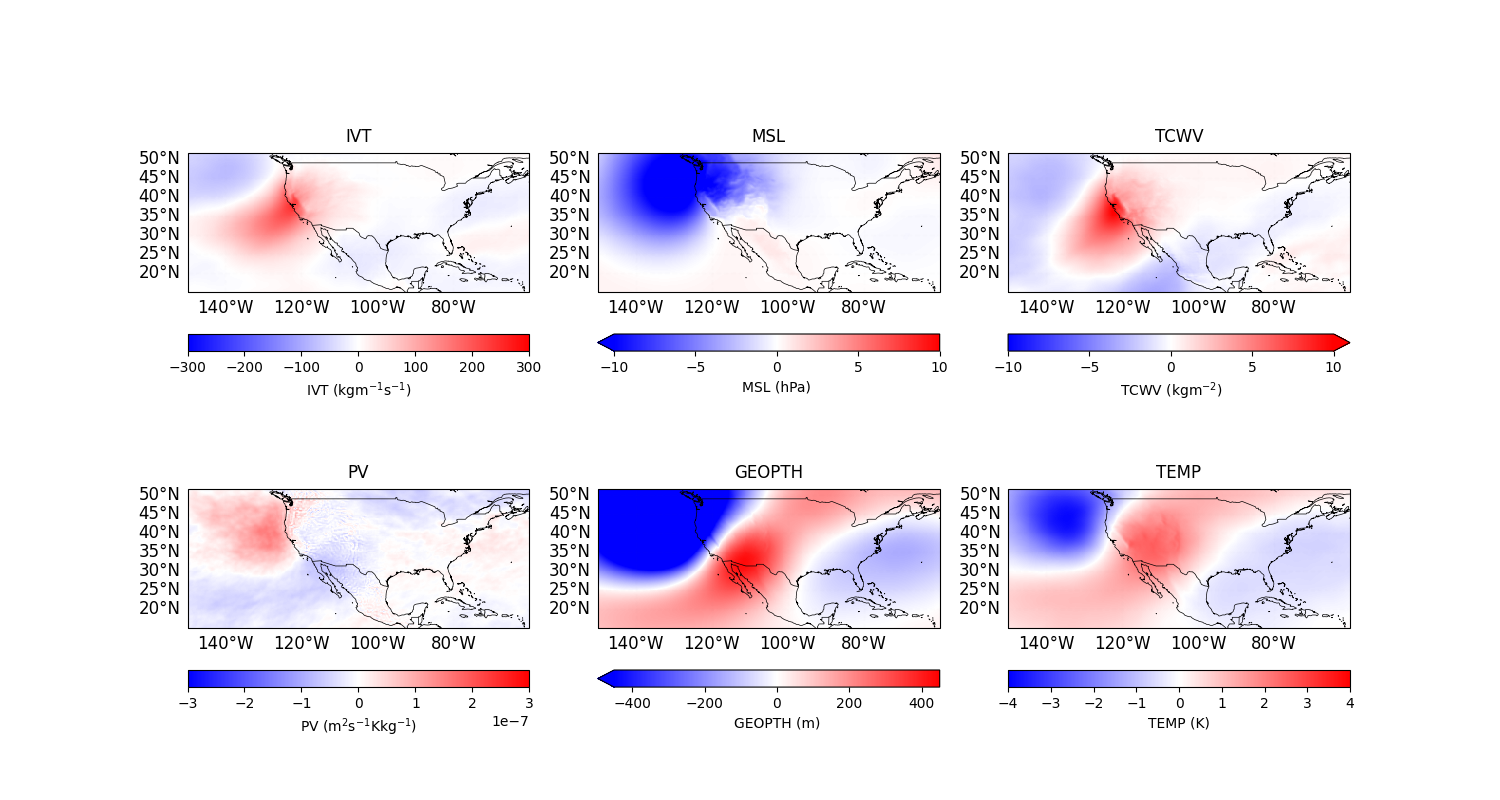 IVT MSL TCWV
50°N 50°N 50°N
45°N 45°N 45°N
40°N 40°N 40°N
35°N 35°N 35°N
30°N 30°N 30°N
25°N 25°N 25°N
20°N 20°N 20°N
140°W 120°W 100°W 80°W 140°W 120°W 100°W 80°W 140°W 120°W 100°W 80°W
−300 −200 −100 0 100 200 300 −10 −5 0 5 10 −10 −5 0 5 10
IVT (kgm⁻¹s⁻¹) MSL (hPa) TCWV (kgm⁻²)
PV GEOPTH TEMP
50°N 50°N 50°N
45°N 45°N 45°N
40°N 40°N 40°N
35°N 35°N 35°N
30°N 30°N 30°N
25°N 25°N 25°N
20°N 20°N 20°N
140°W 120°W 100°W 80°W 140°W 120°W 100°W 80°W 140°W 120°W 100°W 80°W
−3 −2 −1 0 1 2 3 −400 −200 0 200 400 −4 −3 −2 −1 0 1 2 3 4
PV (m²s⁻¹Kkg⁻¹) 1e−7 GEOPTH (m) TEMP (K)